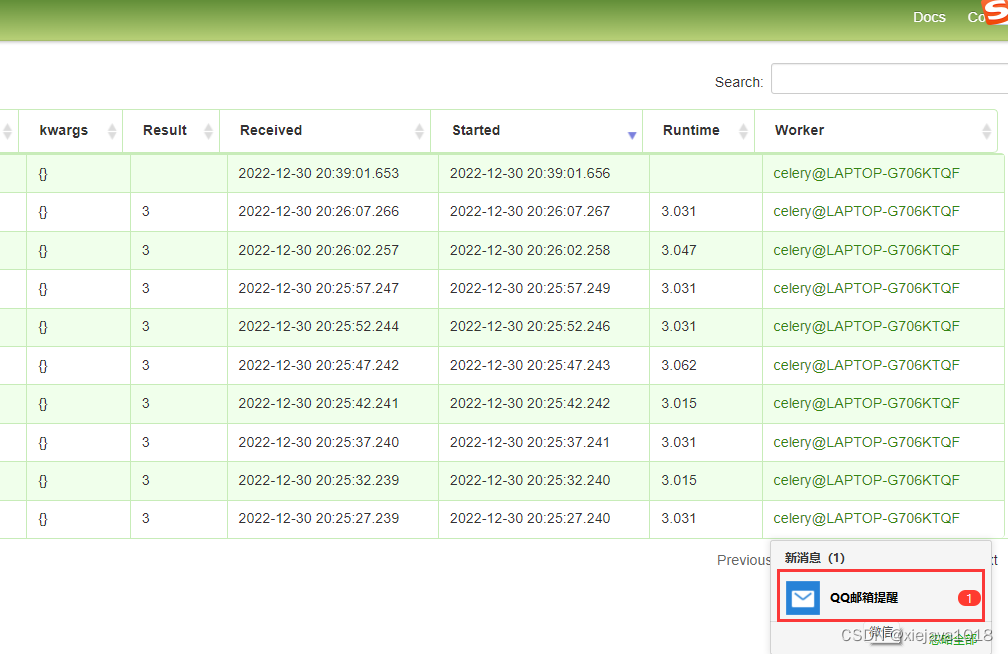 Docs Co
Search:
kwargs Result Received Started Runtime Worker
{} 2022-12-30 20:39:01.653 2022-12-30 20:39:01.656 celery@LAPTOP-G706KTQF
{} 3 2022-12-30 20:26:07.266 2022-12-30 20:26:07.267 3.031 celery@LAPTOP-G706KTQF
{} 3 2022-12-30 20:26:02.257 2022-12-30 20:26:02.258 3.047 celery@LAPTOP-G706KTQF
{} 3 2022-12-30 20:25:57.247 2022-12-30 20:25:57.249 3.031 celery@LAPTOP-G706KTQF
{} 3 2022-12-30 20:25:52.244 2022-12-30 20:25:52.246 3.031 celery@LAPTOP-G706KTQF
{} 3 2022-12-30 20:25:47.242 2022-12-30 20:25:47.243 3.062 celery@LAPTOP-G706KTQF
{} 3 2022-12-30 20:25:42.241 2022-12-30 20:25:42.242 3.015 celery@LAPTOP-G706KTQF
{} 3 2022-12-30 20:25:37.240 2022-12-30 20:25:37.241 3.031 celery@LAPTOP-G706KTQF
{} 3 2022-12-30 20:25:32.239 2022-12-30 20:25:32.240 3.015 celery@LAPTOP-G706KTQF
{} 3 2022-12-30 20:25:27.239 2022-12-30 20:25:27.240 3.031 celery@LAPTOP-G706KTQF
Previous xt
新消息 (1)
QQ邮箱提醒 1
微信
忽略全部
CSDN @xiejava1018